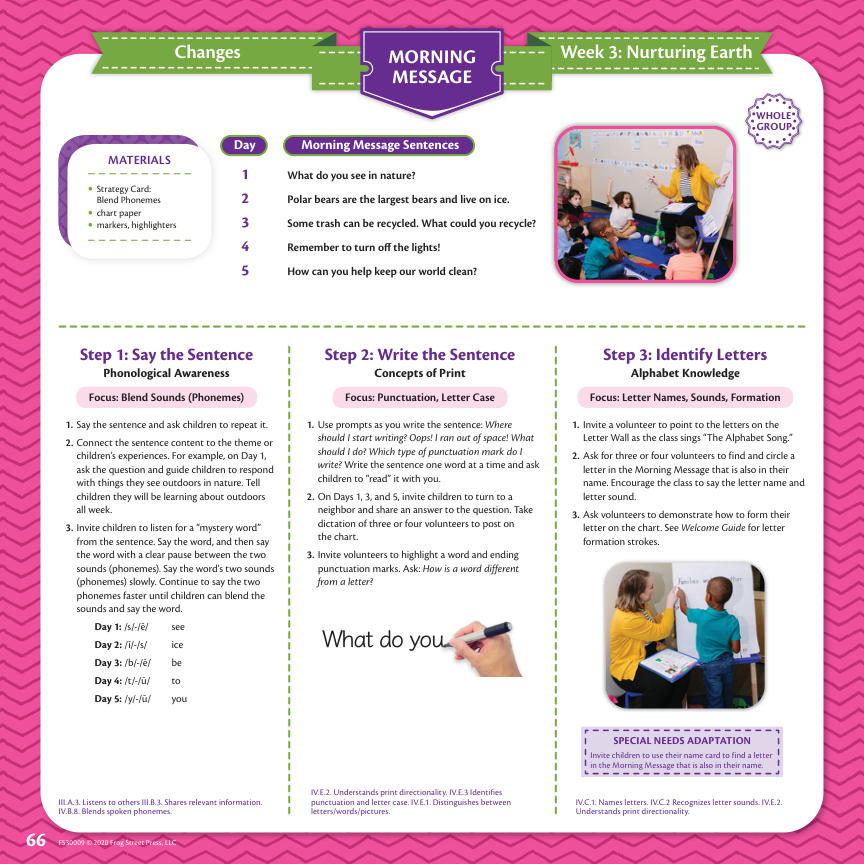 Changes
MORNING
MESSAGE
Week 3: Nurturing Earth
WHOLE
GROUP
MATERIALS
• Strategy Card:
Blend Phonemes
• chart paper
• markers, highlighters
Day Morning Message Sentences
1 What do you see in nature?
2 Polar bears are the largest bears and live on ice.
3 Some trash can be recycled. What could you recycle?
4 Remember to turn off the lights!
5 How can you help keep our world clean?
Step 1: Say the Sentence
Phonological Awareness
Focus: Blend Sounds (Phonemes)
1. Say the sentence and ask children to repeat it.
2. Connect the sentence content to the theme or
children's experiences. For example, on Day 1,
ask the question and guide children to respond
with things they see outdoors in nature. Tell
children they will be learning about outdoors
all week.
3. Invite children to listen for a "mystery word"
from the sentence. Say the word, and then say
the word with a clear pause between the two
sounds (phonemes). Say the word's two sounds
(phonemes) slowly. Continue to say the two
phonemes faster until children can blend the
sounds and say the word.
Day 1: /s/-/ē/ see
Day 2: /ī/-/s/ ice
Day 3: /b/-/ē/ be
Day 4: /t/-/ū/ to
Day 5: /y/-/ū/ you
III.A.3. Listens to others III.B.3. Shares relevant information.
IV.B.8. Blends spoken phonemes.
Step 2: Write the Sentence
Concepts of Print
Focus: Punctuation, Letter Case
1. Use prompts as you write the sentence: Where
should I start writing? Oops! I ran out of space! What
should I do? Which type of punctuation mark do I
write? Write the sentence one word at a time and ask
children to "read" it with you.
2. On Days 1, 3, and 5, invite children to turn to a
neighbor and share an answer to the question. Take
dictation of three or four volunteers to post on
the chart.
3. Invite volunteers to highlight a word and ending
punctuation marks. Ask: How is a word different
from a letter?
What do you
IV.E.2. Understands print directionality. IV.E.3 Identifies
punctuation and letter case. IV.E.1. Distinguishes between
letters/words/pictures.
Step 3: Identify Letters
Alphabet Knowledge
Focus: Letter Names, Sounds, Formation
1. Invite a volunteer to point to the letters on the
Letter Wall as the class sings "The Alphabet Song."
2. Ask for three or four volunteers to find and circle a
letter in the Morning Message that is also in their
name. Encourage the class to say the letter name and
letter sound.
3. Ask volunteers to demonstrate how to form their
letter on the chart. See Welcome Guide for letter
formation strokes.
Families
SPECIAL NEEDS ADAPTATION
Invite children to use their name card to find a letter
in the Morning Message that is also in their name.
IV.C.1. Names letters. IV.C.2 Recognizes letter sounds. IV.E.2.
Understands print directionality.
66 FS30009 © 2020 Frog Street Press, LLC